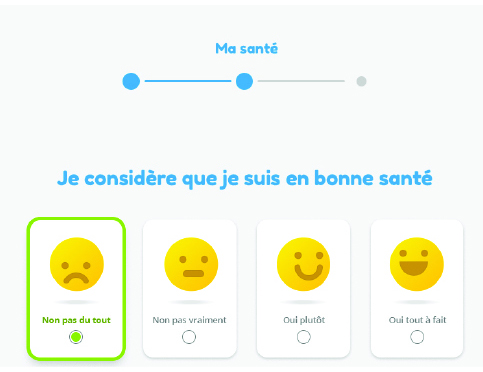 Ma santé
Je considère que je suis en bonne santé
Non pas du tout
Non pas vraiment
Oui plutôt
Oui tout à fait